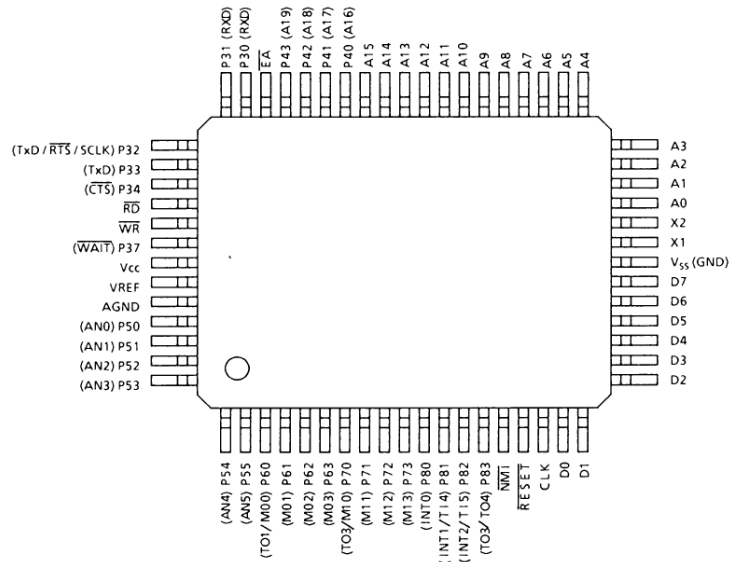 P31 (RXD)
P30 (RXD)
EA
P43 (A19)
P42 (A18)
P41 (A17)
P40 (A16)
A15
A14
A13
A12
A11
A10
A9
A8
A7
A6
A5
A4
(TxD / RTS / SCLK) P32
(TxD) P33
(CTS) P34
RD
WR
(WAIT) P37
Vcc
VREF
AGND
(AN0) P50
(AN1) P51
(AN2) P52
(AN3) P53
A3
A2
A1
A0
X2
X1
VSS (GND)
D7
D6
D5
D4
D3
D2
(AN4) P54
(AN5) P55
(TO1/M00) P60
(M01) P61
(M02) P62
(M03) P63
(TO3/M10) P70
(M11) P71
(M12) P72
(M13) P73
(INT0) P80
(INT1/TI4) P81
(INT2/TI5) P82
(TO3/TO4) P83
NMI
RESET
CLK
D0
D1